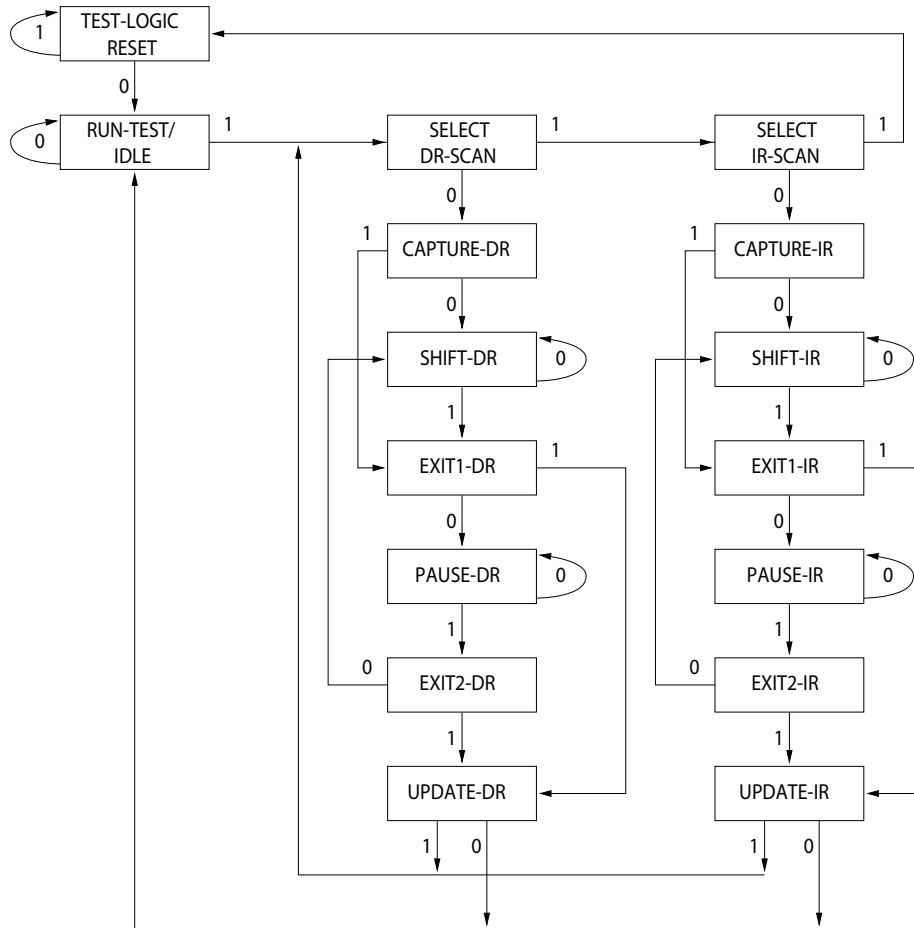 TEST-LOGIC
RESET
1
0
RUN-TEST/
IDLE
0
1
SELECT
DR-SCAN
1
SELECT
IR-SCAN
1
0
0
1
CAPTURE-DR
1
CAPTURE-IR
0
0
SHIFT-DR
0
SHIFT-IR
0
1
1
EXIT1-DR
1
EXIT1-IR
1
0
0
PAUSE-DR
0
PAUSE-IR
0
1
1
0
EXIT2-DR
0
EXIT2-IR
1
1
UPDATE-DR
UPDATE-IR
1
0
1
0